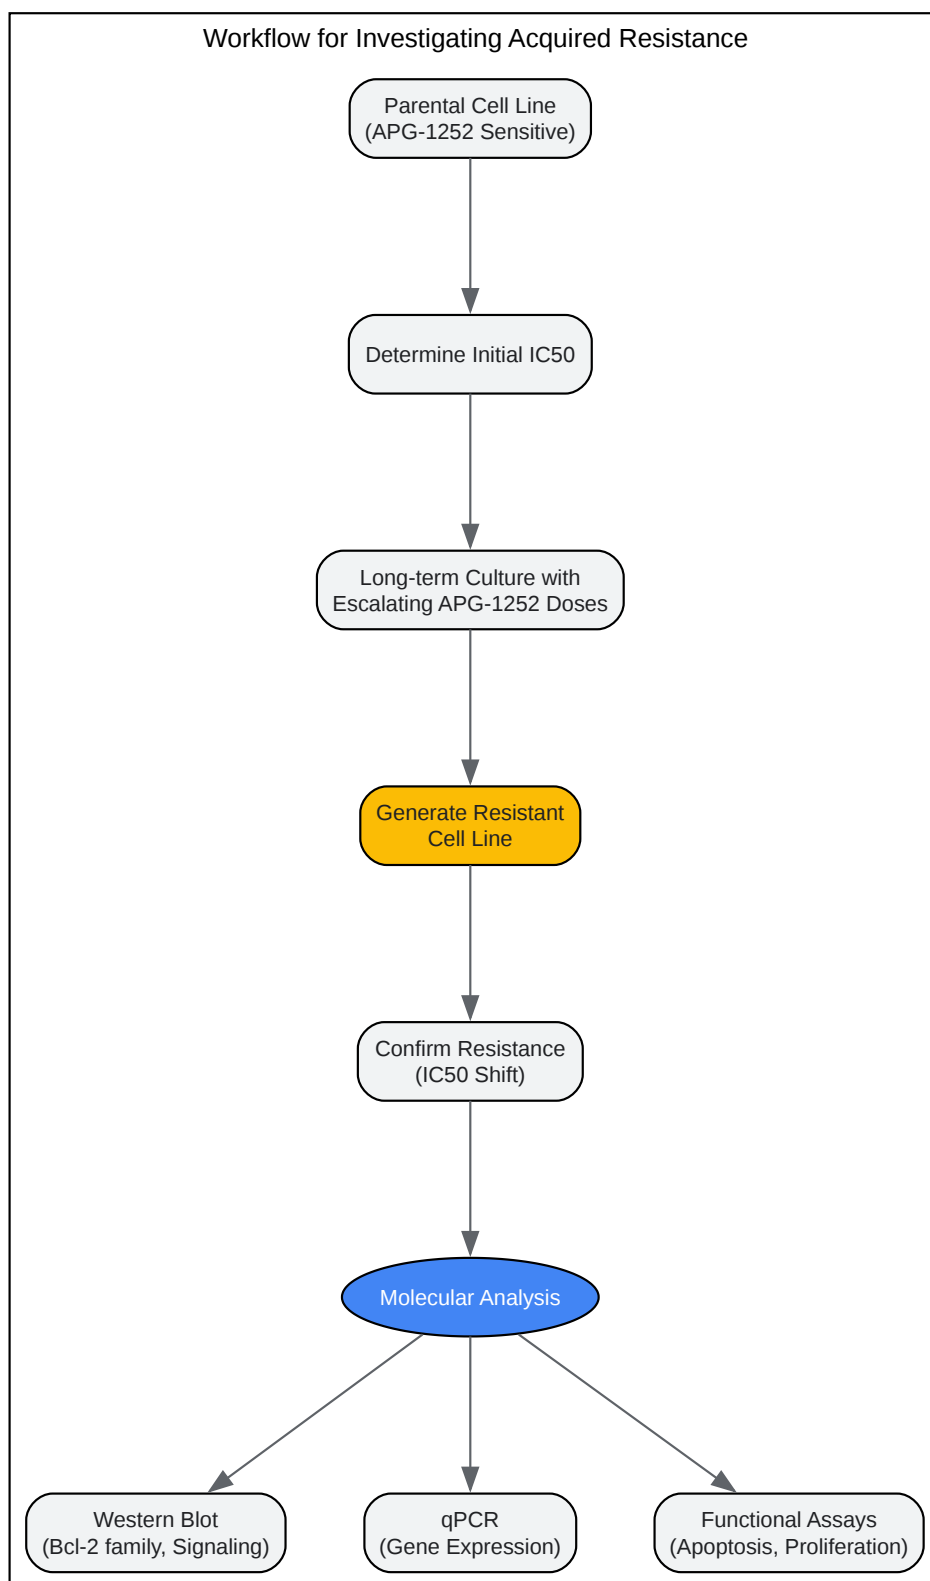 Workflow for Investigating Acquired Resistance
Parental Cell Line
(APG-1252 Sensitive)
Determine Initial IC50
Long-term Culture with
Escalating APG-1252 Doses
Generate Resistant
Cell Line
Confirm Resistance
(IC50 Shift)
Molecular Analysis
Western Blot
(Bcl-2 family, Signaling)
qPCR
(Gene Expression)
Functional Assays
(Apoptosis, Proliferation)